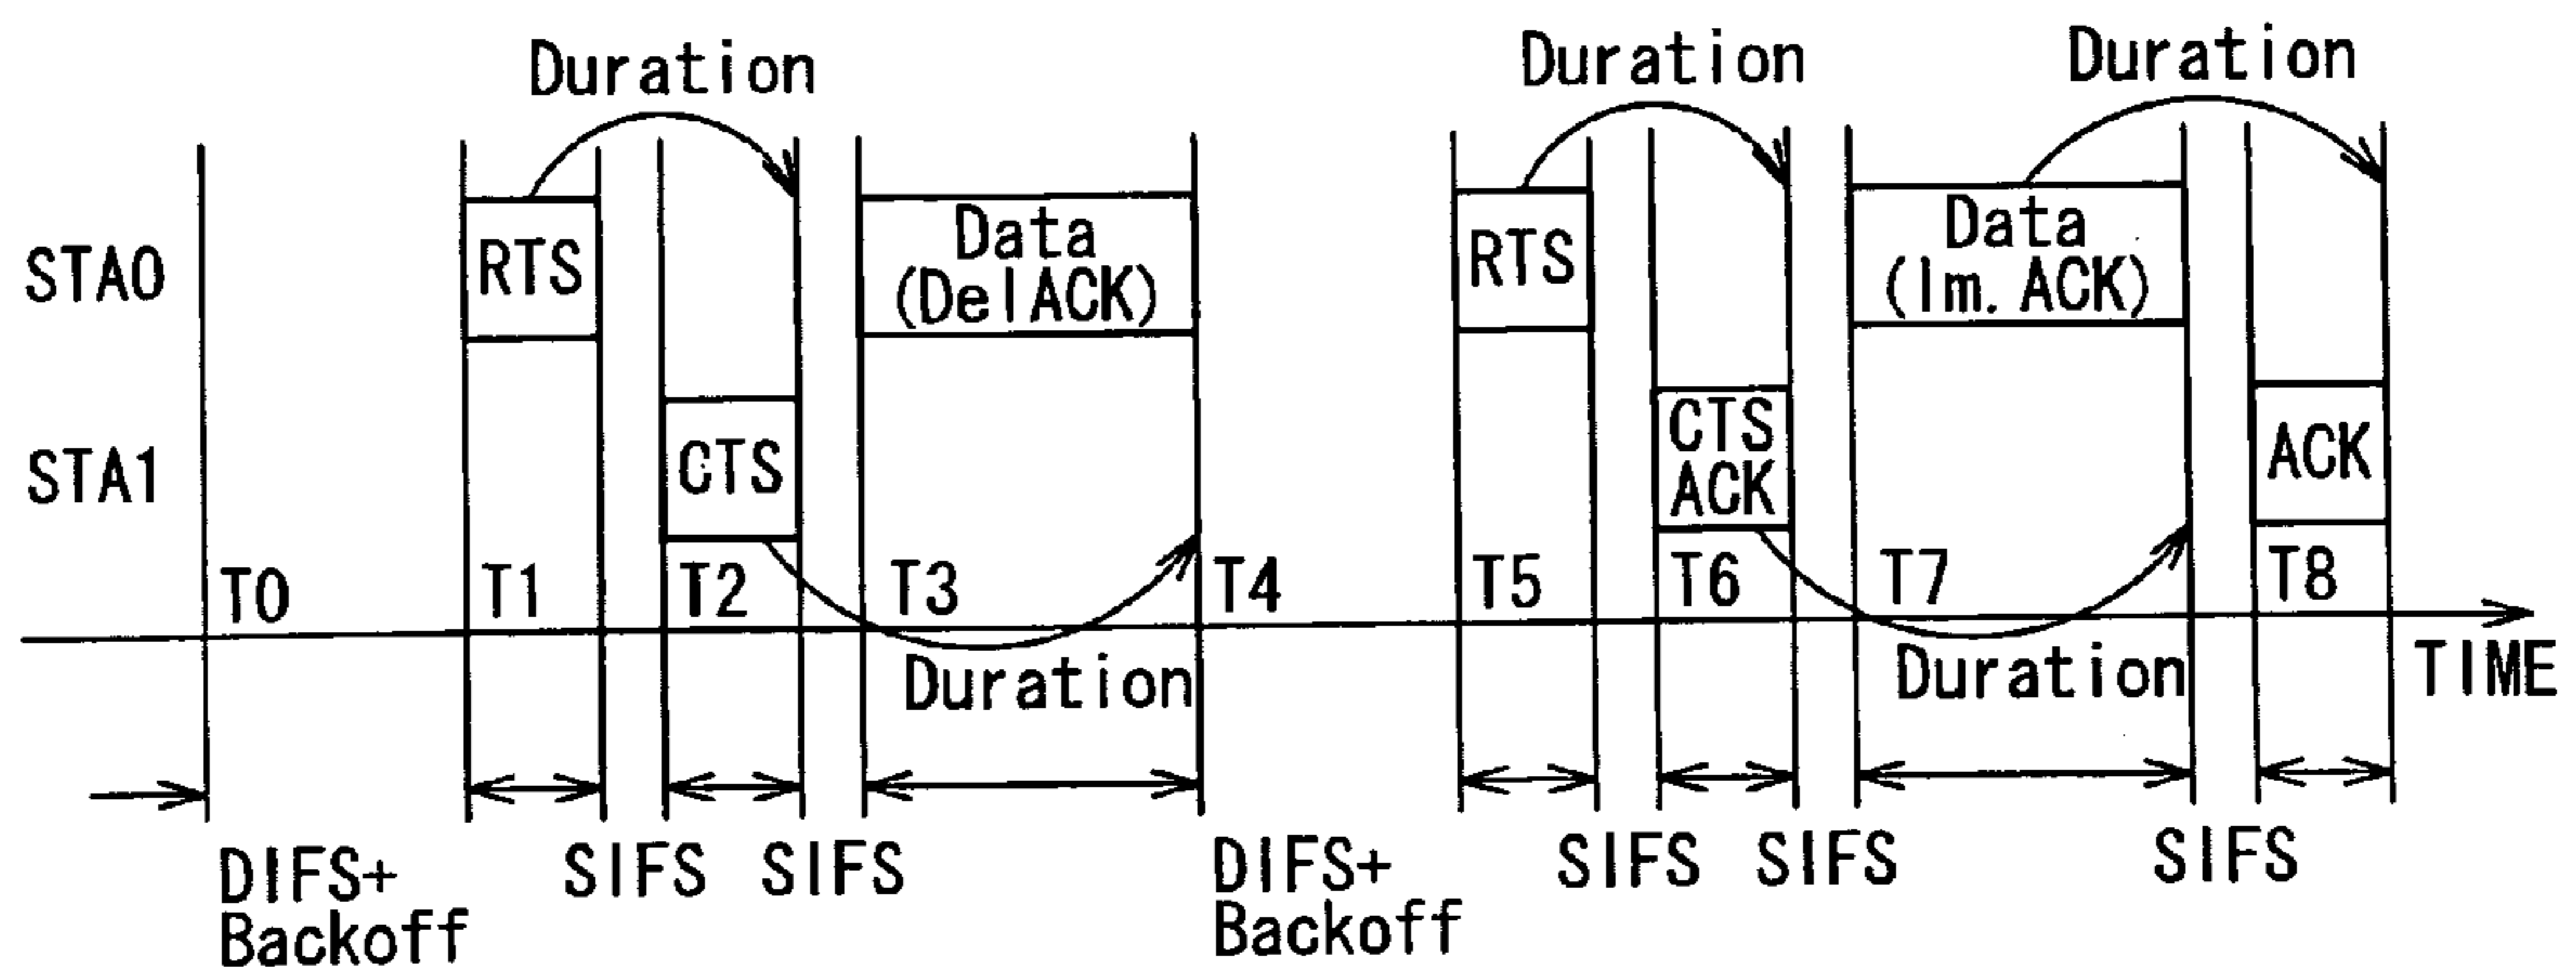 Duration
Duration
Duration
STA0
RTS
Data
(DelACK)
RTS
Data
(Im. ACK)
STA1
CTS
CTS
ACK
ACK
T0
T1
T2
T3
T4
T5
T6
T7
T8
Duration
Duration
TIME
DIFS+
Backoff
SIFS
SIFS
DIFS+
Backoff
SIFS
SIFS
SIFS